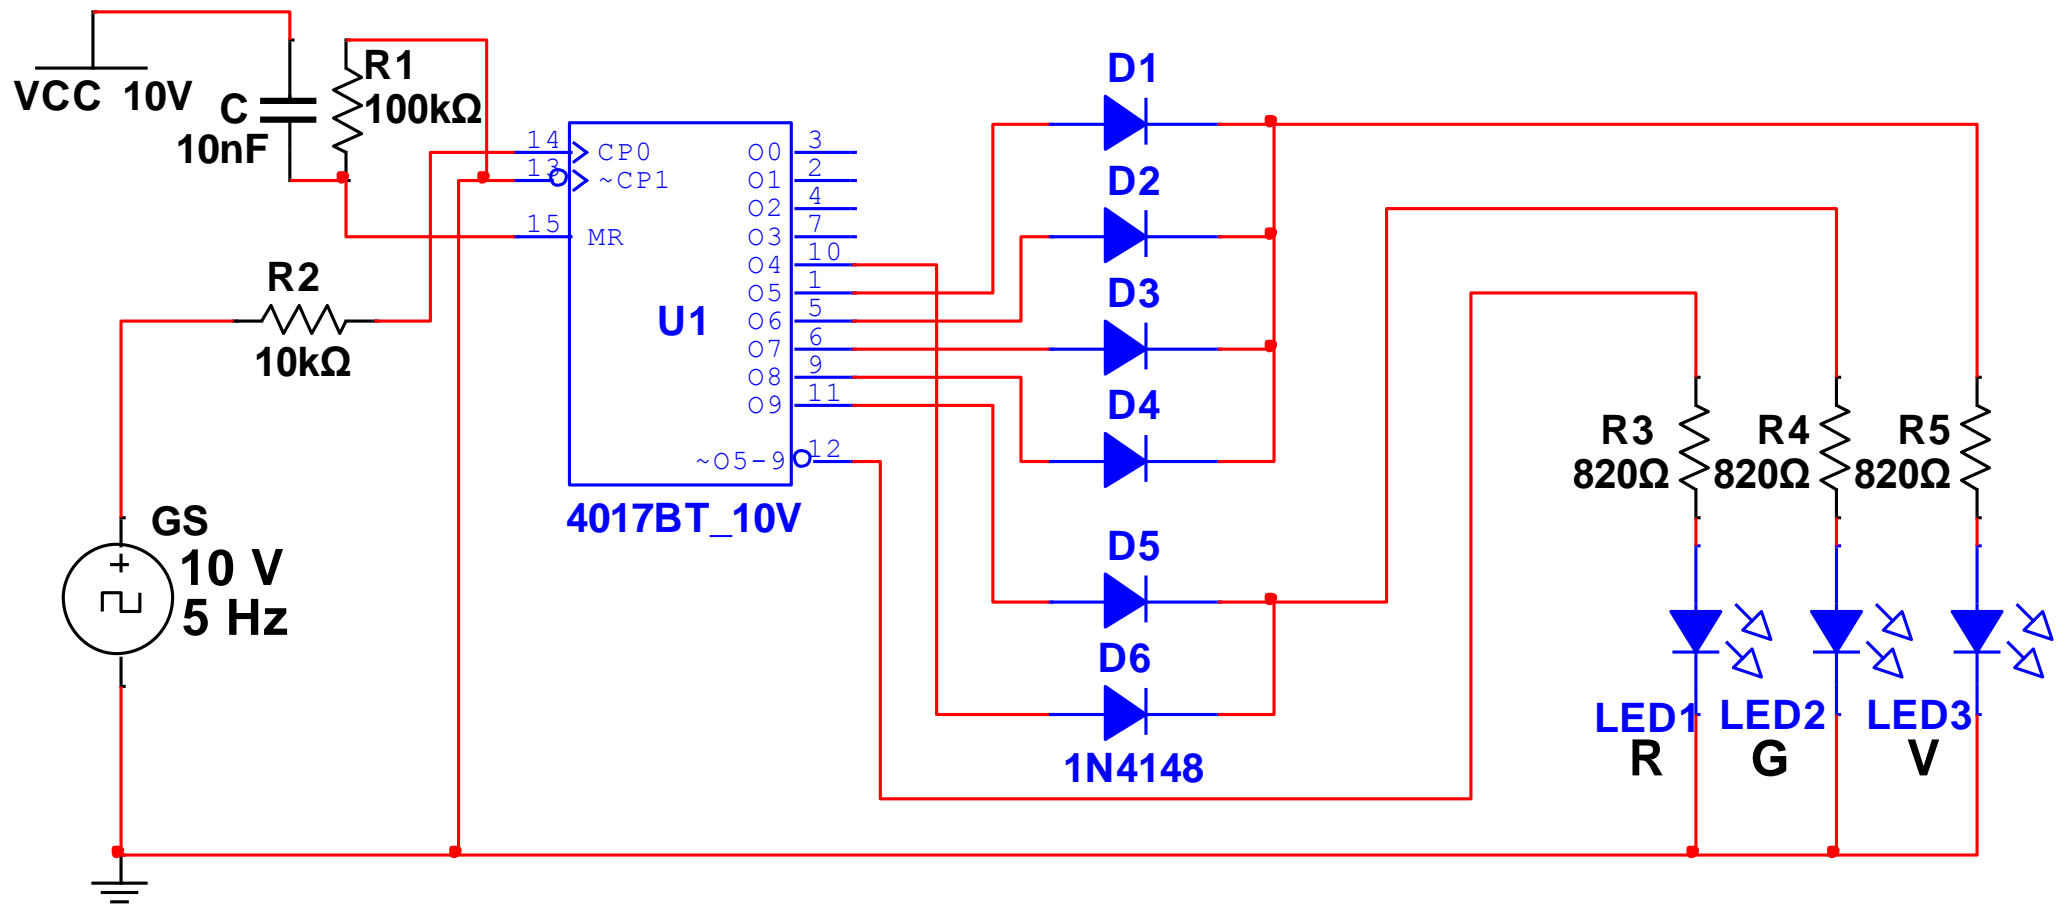 VCC 10V
C
10nF
R1
100kΩ
R2
10kΩ
GS
10 V
5 Hz
14
CP0
13
~CP1
15
MR
O0
3
O1
2
O2
4
O3
7
O4
10
O5
1
O6
5
O7
6
O8
9
O9
11
~O5-9
12
U1
4017BT_10V
D1
D2
D3
D4
D5
D6
1N4148
R3
820Ω
R4
820Ω
R5
820Ω
LED1
R
LED2
G
LED3
V